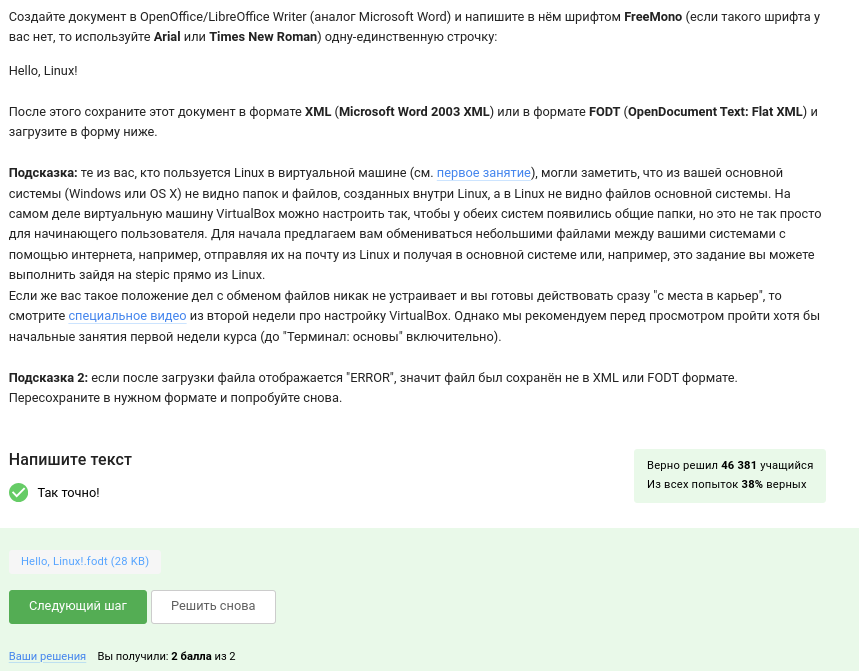 Создайте документ в OpenOffice/LibreOffice Writer (аналог Microsoft Word) и напишите в нём шрифтом FreeMono (если такого шрифта у
вас нет, то используйте Arial или Times New Roman) одну-единственную строчку:
Hello, Linux!
После этого сохраните этот документ в формате XML (Microsoft Word 2003 XML) или в формате FODT (OpenDocument Text: Flat XML) и
загрузите в форму ниже.
Подсказка: те из вас, кто пользуется Linux в виртуальной машине (см. первое занятие), могли заметить, что из вашей основной
системы (Windows или OS X) не видно папок и файлов, созданных внутри Linux, а в Linux не видно файлов основной системы. На
самом деле виртуальную машину VirtualBox можно настроить так, чтобы у обеих систем появились общие папки, но это не так просто
для начинающего пользователя. Для начала предлагаем вам обмениваться небольшими файлами между вашими системами с
помощью интернета, например, отправляя их на почту из Linux и получая в основной системе или, например, это задание вы можете
выполнить зайдя на stepic прямо из Linux.
Если же вас такое положение дел с обменом файлов никак не устраивает и вы готовы действовать сразу "с места в карьер", то
смотрите специальное видео из второй недели про настройку VirtualBox. Однако мы рекомендуем перед просмотром пройти хотя бы
начальные занятия первой недели курса (до "Терминал: основы" включительно).
Подсказка 2: если после загрузки файла отображается "ERROR", значит файл был сохранён не в XML или FODT формате.
Пересохраните в нужном формате и попробуйте снова.
Напишите текст
Верно решил 46 381 учащийся
Из всех попыток 38% верных
Так точно!
Hello, Linux!.fodt (28 KB)
Следующий шаг
Решить снова
Ваши решения Вы получили: 2 балла из 2